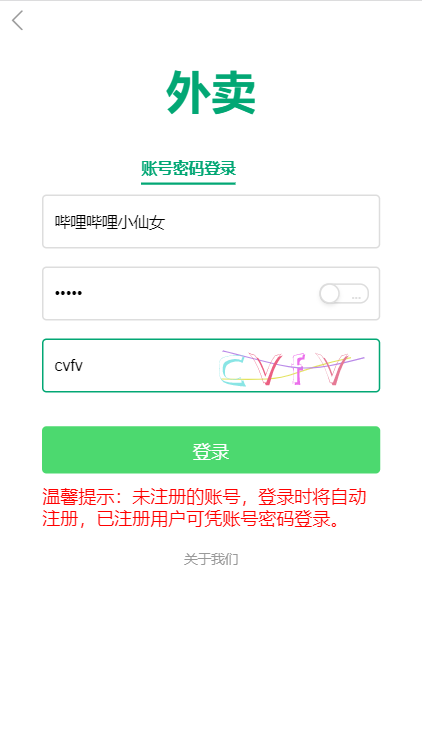 外卖
账号密码登录
哔哩哔哩小仙女
•••••
...
cvfv
CVfV
登录
温馨提示：未注册的账号，登录时将自动
注册，已注册用户可凭账号密码登录。
关于我们